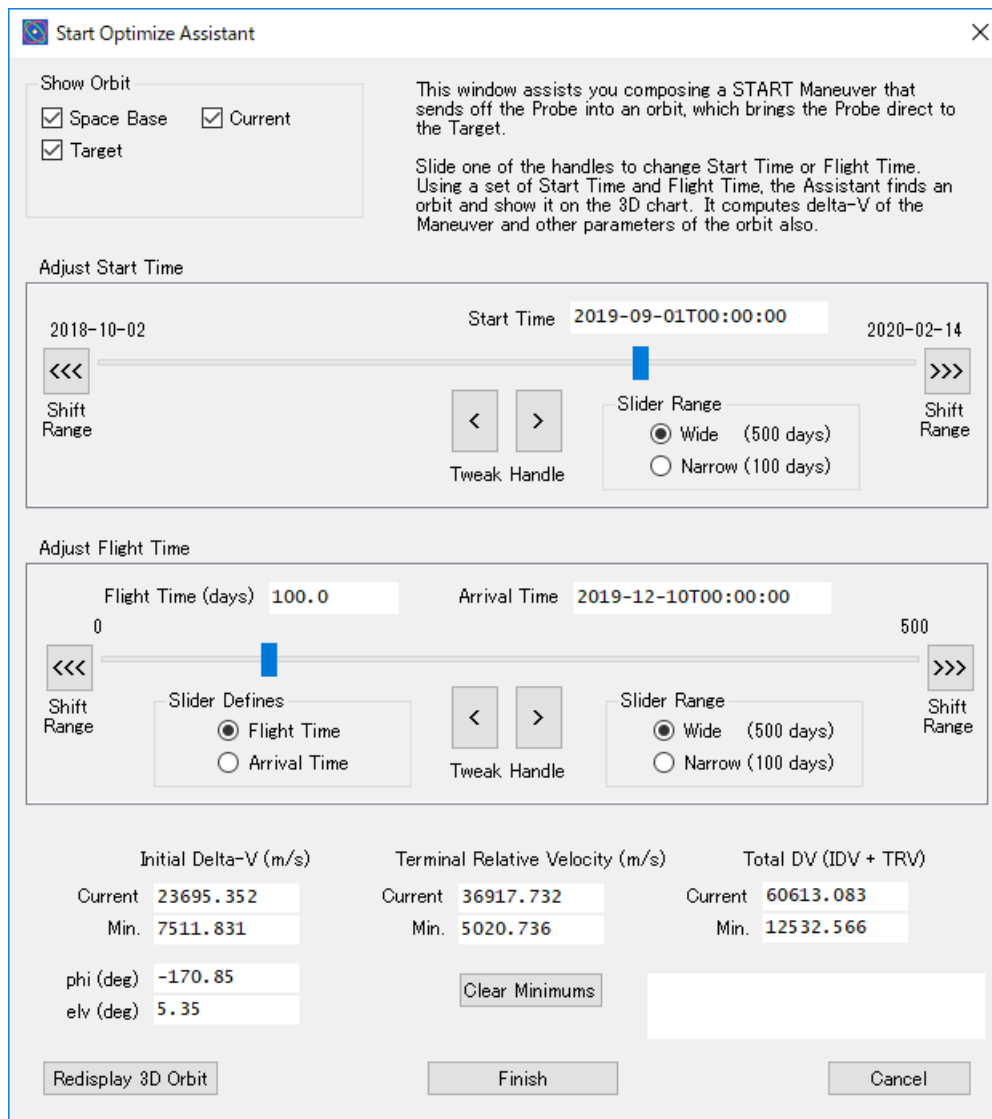 Start Optimize Assistant
Show Orbit
Space Base
Current
Target
This window assists you composing a START Maneuver that
sends off the Probe into an orbit, which brings the Probe direct to
the Target.
Slide one of the handles to change Start Time or Flight Time.
Using a set of Start Time and Flight Time, the Assistant finds an
orbit and show it on the 3D chart. It computes delta-V of the
Maneuver and other parameters of the orbit also.
Adjust Start Time
2018-10-02
Start Time 2019-09-01T00:00:00
2020-02-14
<<<
>>>
Shift
Range
< >
Tweak Handle
Slider Range
Wide (500 days)
Narrow (100 days)
Shift
Range
Adjust Flight Time
Flight Time (days) 100.0
Arrival Time 2019-12-10T00:00:00
0
500
<<<
>>>
Shift
Range
Slider Defines
Flight Time
Arrival Time
< >
Tweak Handle
Slider Range
Wide (500 days)
Narrow (100 days)
Shift
Range
Initial Delta-V (m/s)
Current 23695.352
Min. 7511.831
Terminal Relative Velocity (m/s)
Current 36917.732
Min. 5020.736
Total DV (IDV + TRV)
Current 60613.083
Min. 12532.566
phi (deg) -170.85
elv (deg) 5.35
Clear Minimums
Redisplay 3D Orbit
Finish
Cancel